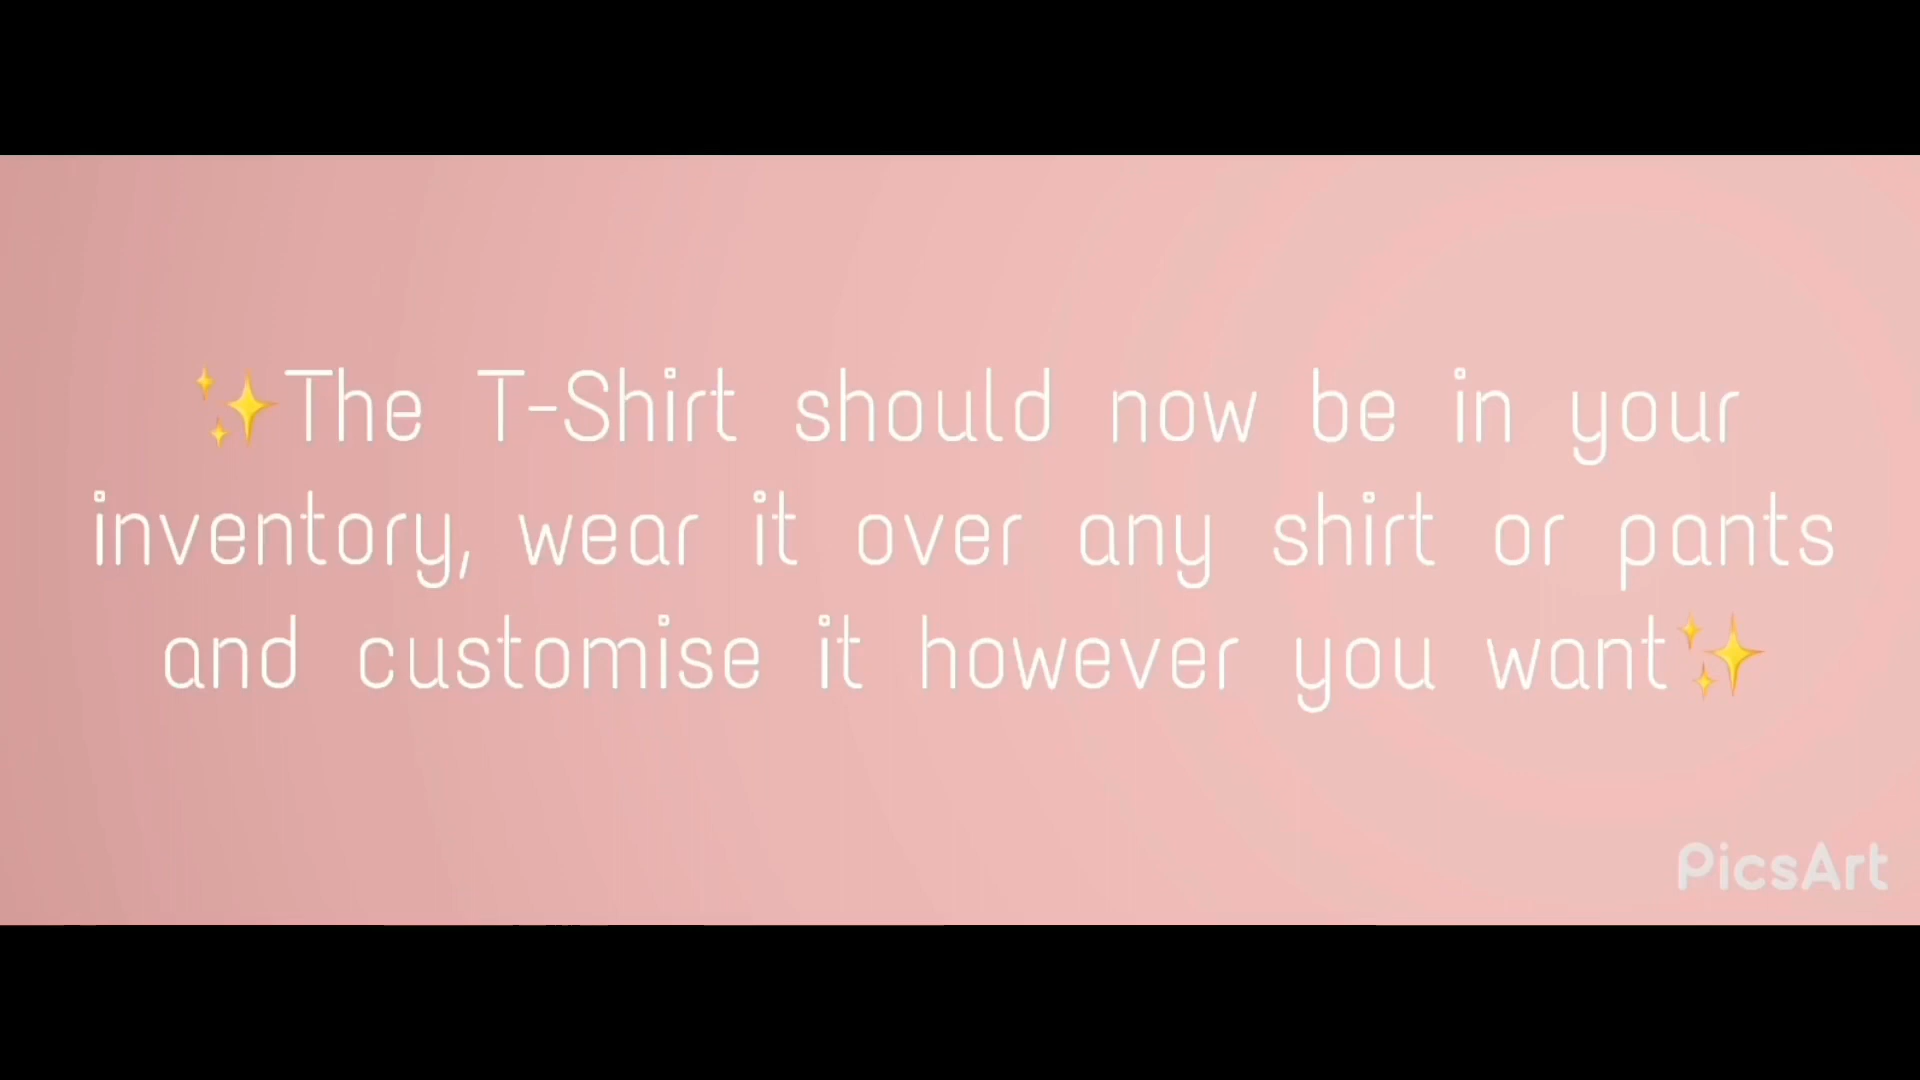 ✨The T-Shirt should now be in your
inventory, wear it over any shirt or pants
and customise it however you want✨
PicsArt